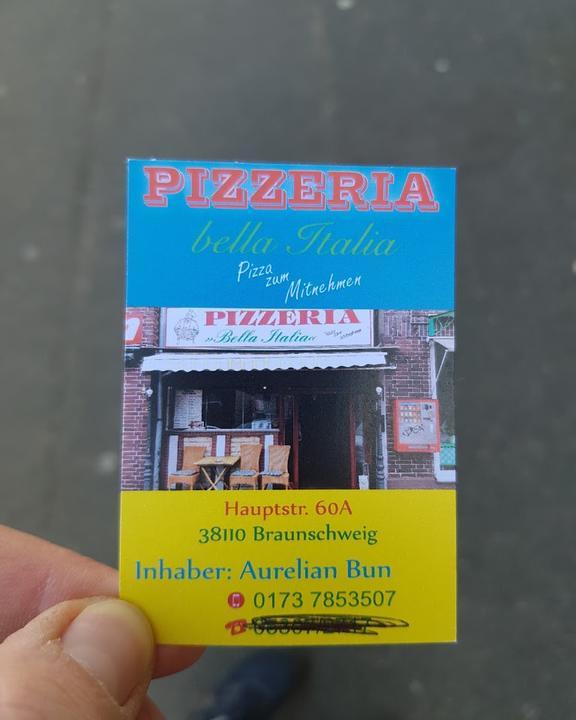 PIZZERIA
bella Italia
Pizza
zum
Mitnehmen
PIZZERIA
»Bella Italia«
Hauptstr. 60A
38110 Braunschweig
Inhaber: Aurelian Bun
0173 7853507